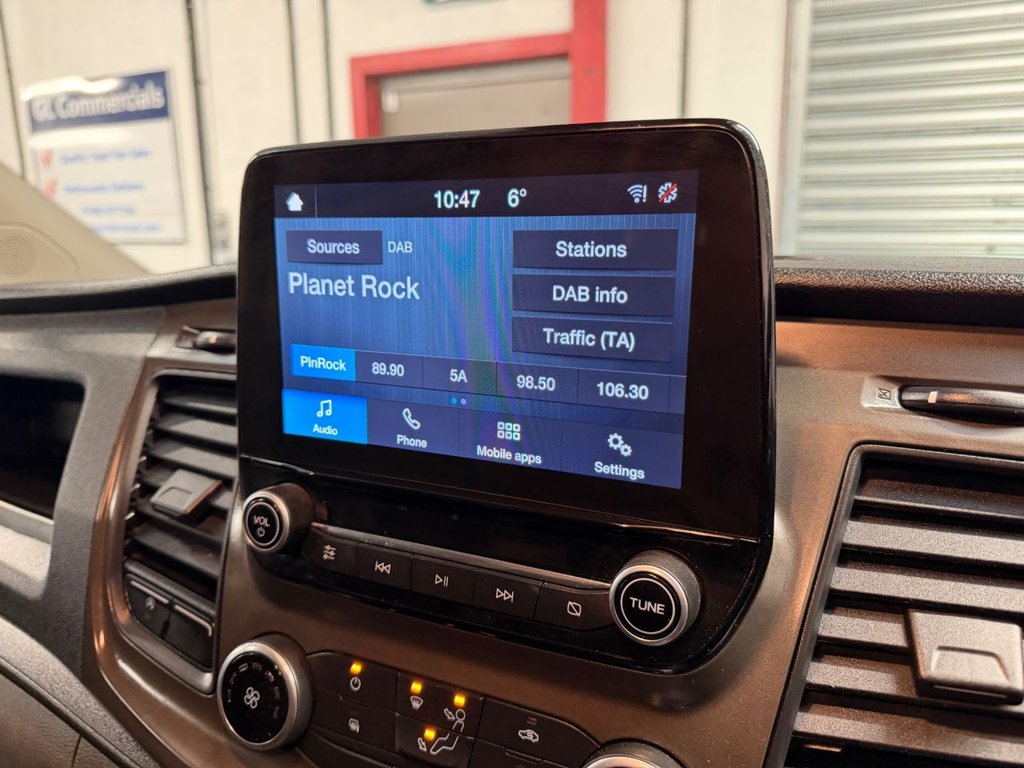 GL Commercials
10:47 6°
Sources DAB
Stations
Planet Rock
DAB info
Traffic (TA)
PlnRock 89.90 5A 98.50 106.30
Audio Phone Mobile apps Settings
VOL
TUNE